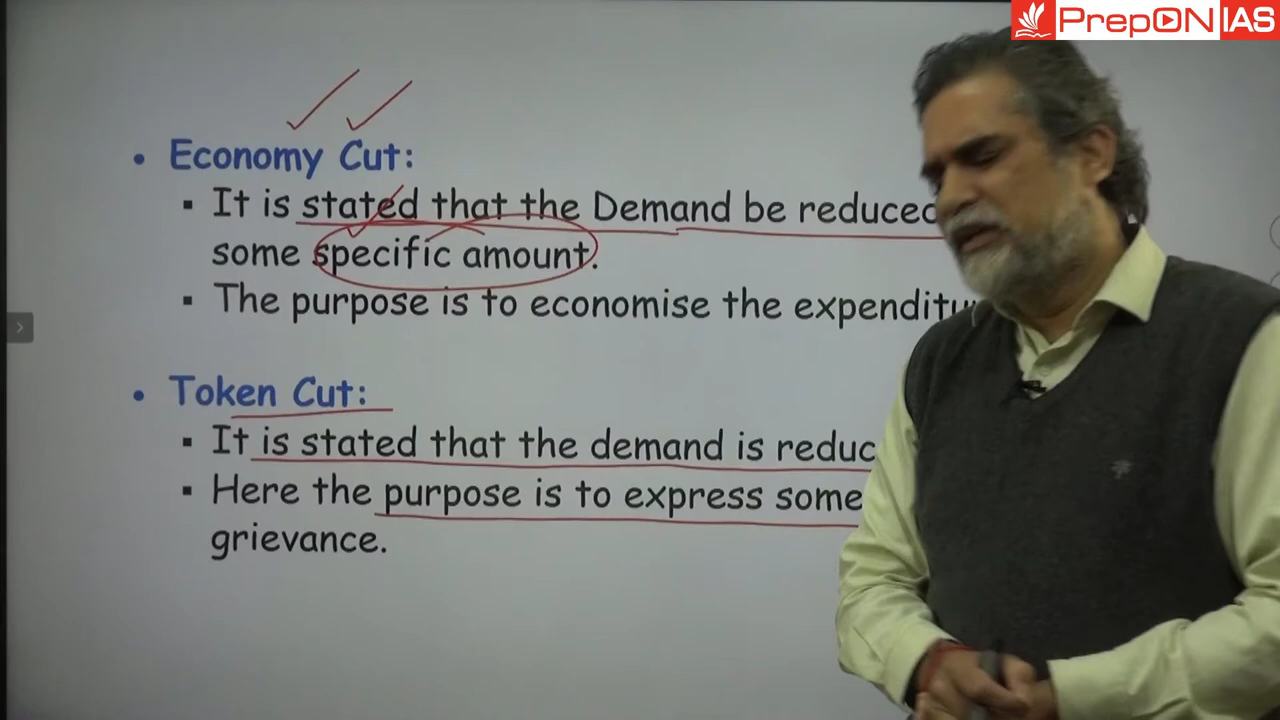 PrepON IAS
• Economy Cut:
▪ It is stated that the Demand be reduced
some specific amount.
▪ The purpose is to economise the
• Token Cut:
▪ It is stated that the demand is
▪ Here the purpose is to express some
grievance.